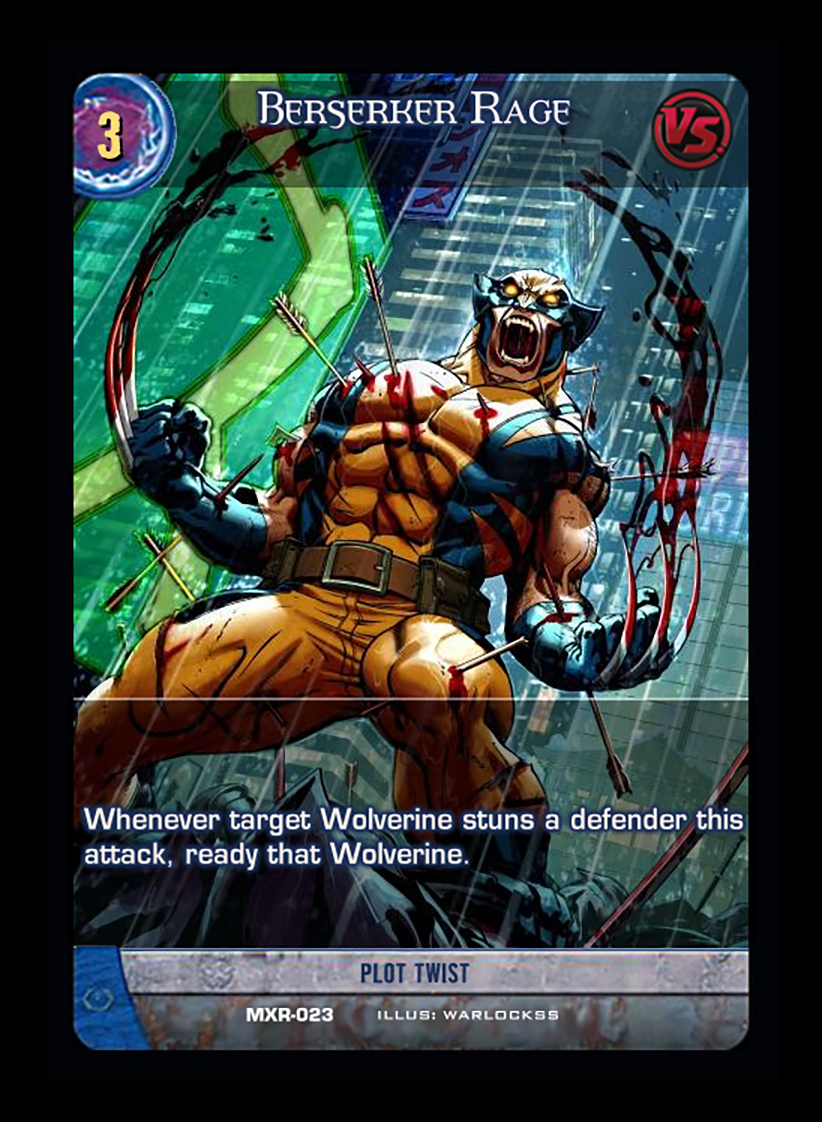 3
Berserker Rage
VS.
Whenever target Wolverine stuns a defender this
attack, ready that Wolverine.
PLOT TWIST
MXR-023 ILLUS: WARLOCKSS